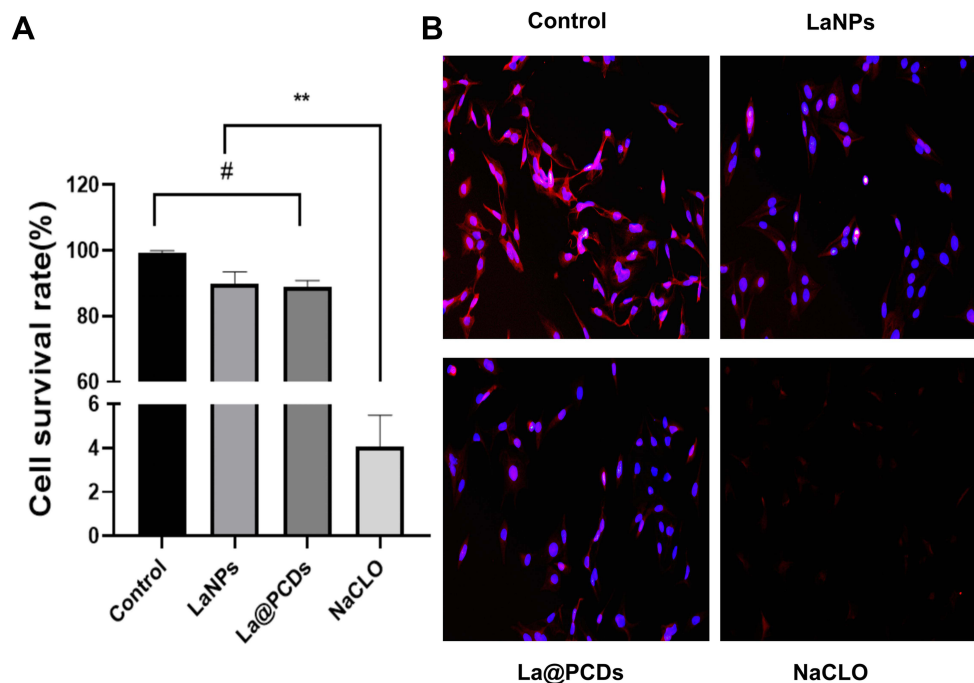 A
Cell survival rate(%)
120
100
80
60
6
4
2
0
**
#
Control
LaNPs
La@PCDs
NaCLO
B
Control
LaNPs
La@PCDs
NaCLO